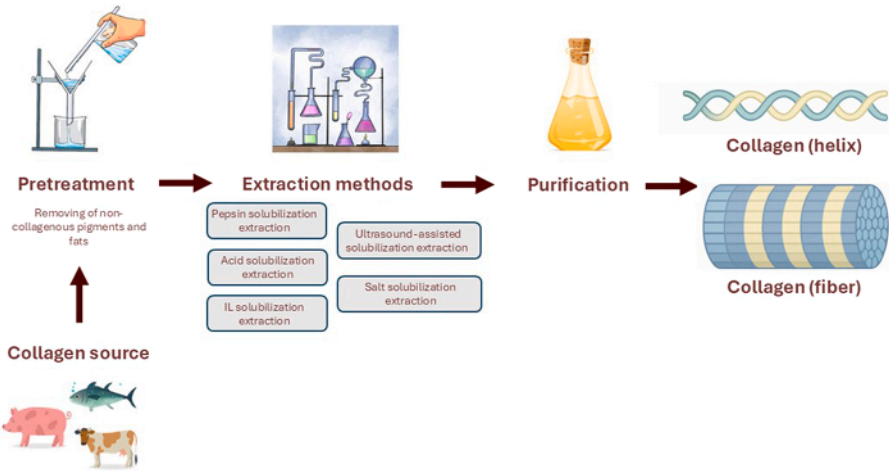 Collagen (helix)
Pretreatment
Extraction methods
Purification
Removing of non-
collagenous pigments and
fats
Pepsin solubilization
extraction
Acid solubilization
extraction
IL solubilization
extraction
Ultrasound-assisted
solubilization extraction
Salt solubilization
extraction
Collagen (fiber)
Collagen source